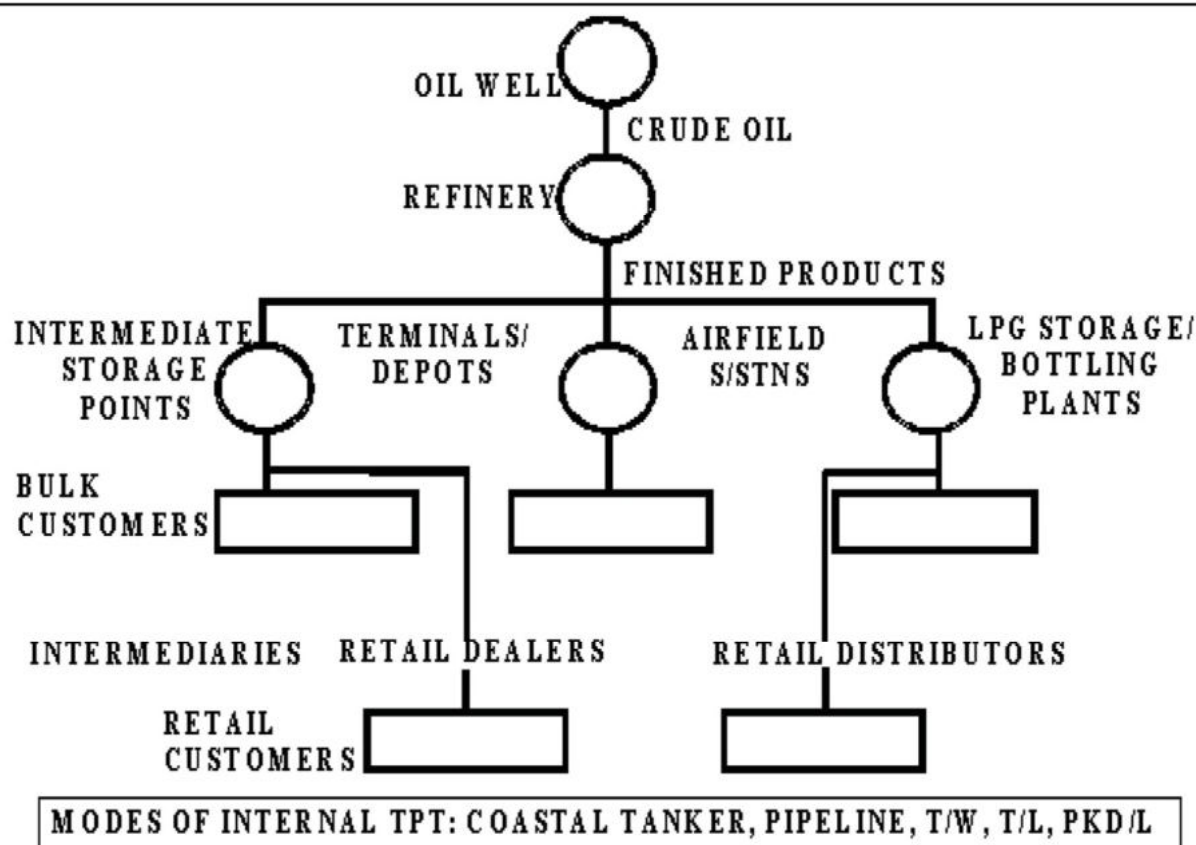 OIL WELL
CRUDE OIL
REFINERY
FINISHED PRODUCTS
INTERMEDIATE
STORAGE
POINTS
TERMINALS/
DEPOTS
AIRFIELD
S/STNS
LPG STORAGE/
BOTTLING
PLANTS
BULK
CUSTOMERS
INTERMEDIARIES
RETAIL DEALERS
RETAIL DISTRIBUTORS
RETAIL
CUSTOMERS
MODES OF INTERNAL TPT: COASTAL TANKER, PIPELINE, T/W, T/L, PKD/L